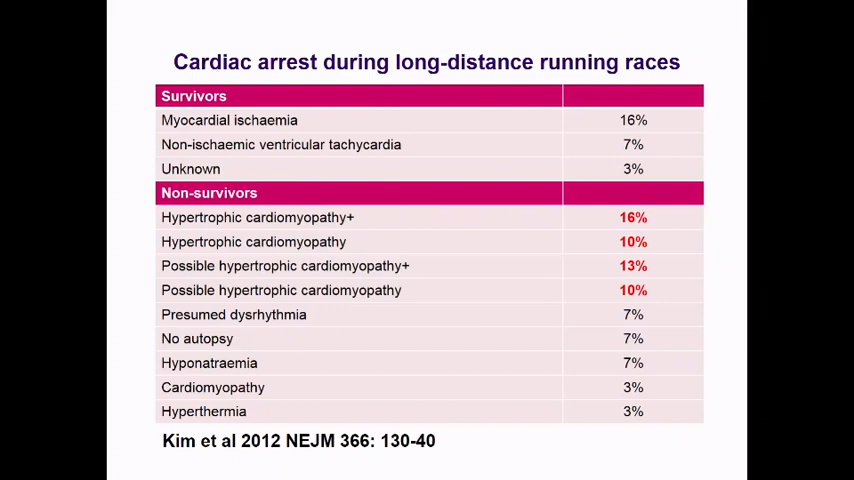 Cardiac arrest during long-distance running races
Survivors
Myocardial ischaemia 16%
Non-ischaemic ventricular tachycardia 7%
Unknown 3%
Non-survivors
Hypertrophic cardiomyopathy+ 16%
Hypertrophic cardiomyopathy 10%
Possible hypertrophic cardiomyopathy+ 13%
Possible hypertrophic cardiomyopathy 10%
Presumed dysrhythmia 7%
No autopsy 7%
Hyponatraemia 7%
Cardiomyopathy 3%
Hyperthermia 3%
Kim et al 2012 NEJM 366: 130-40